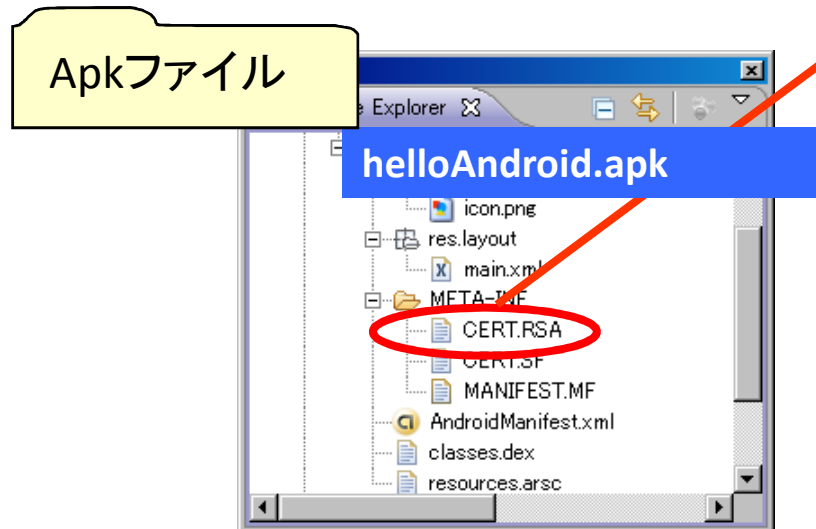 Apkファイル
e Explorer
helloAndroid.apk
icon.png
res.layout
main.xml
META-INF
CERT.RSA
CERT.SF
MANIFEST.MF
AndroidManifest.xml
classes.dex
resources.arsc